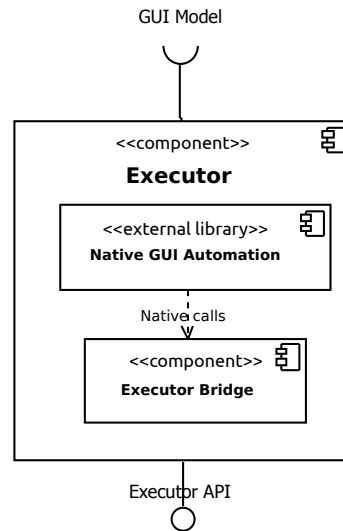 GUI Model
<<component>>
Executor
<<external library>>
Native GUI Automation
Native calls
<<component>>
Executor Bridge
Executor API